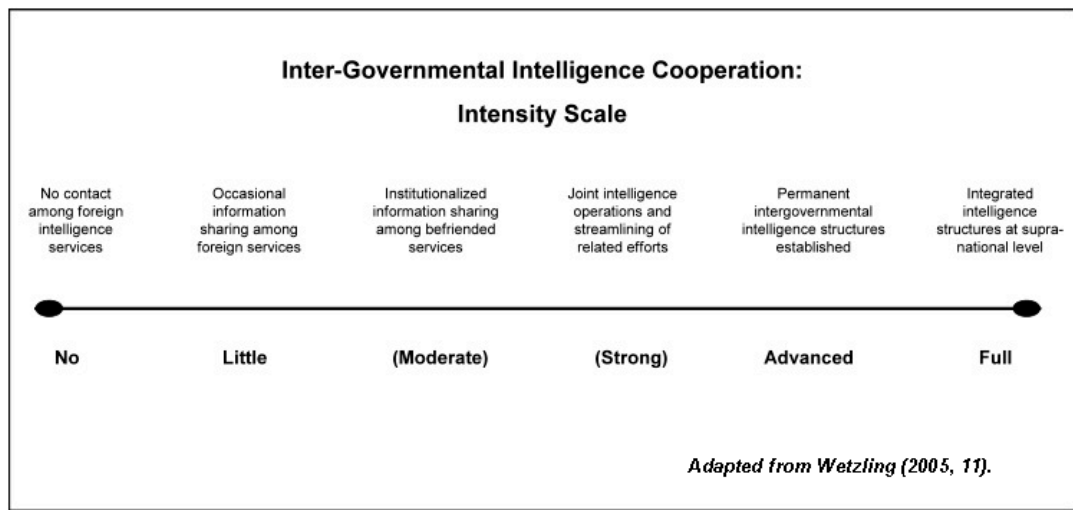 Inter-Governmental Intelligence Cooperation:
Intensity Scale
No contact
among foreign
intelligence
services
Occasional
information
sharing among
foreign services
Institutionalized
information sharing
among befriended
services
Joint intelligence
operations and
streamlining of
related efforts
Permanent
intergovernmental
intelligence structures
established
Integrated
intelligence
structures at supra-
national level
No
Little
(Moderate)
(Strong)
Advanced
Full
Adapted from Wetzling (2005, 11).